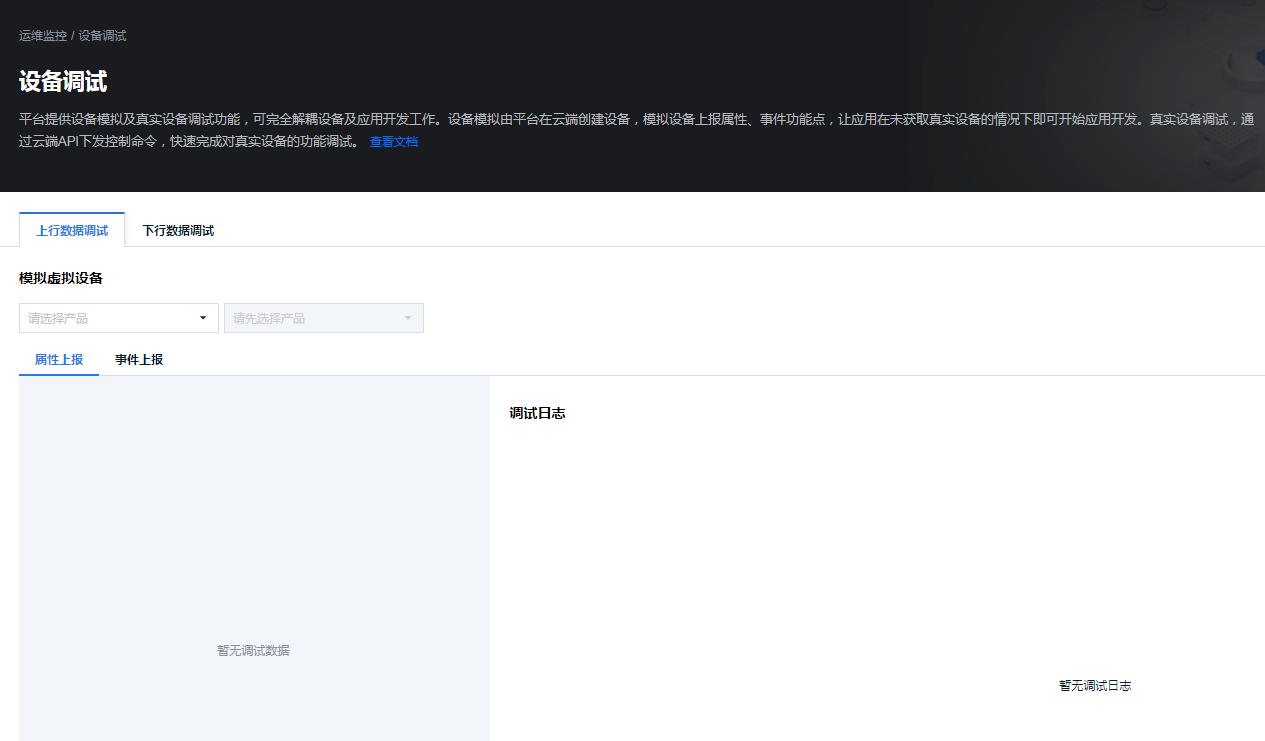 运维监控 / 设备调试
设备调试
平台提供设备模拟及真实设备调试功能，可完全解耦设备及应用开发工作。设备模拟由平台在云端创建设备，模拟设备上报属性、事件功能点，让应用在未获取真实设备的情况下即可开始应用开发。真实设备调试，通
过云端API下发控制命令，快速完成对真实设备的功能调试。 查看文档
上行数据调试 下行数据调试
模拟虚拟设备
请选择产品 请先选择产品
属性上报 事件上报
调试日志
暂无调试数据
暂无调试日志